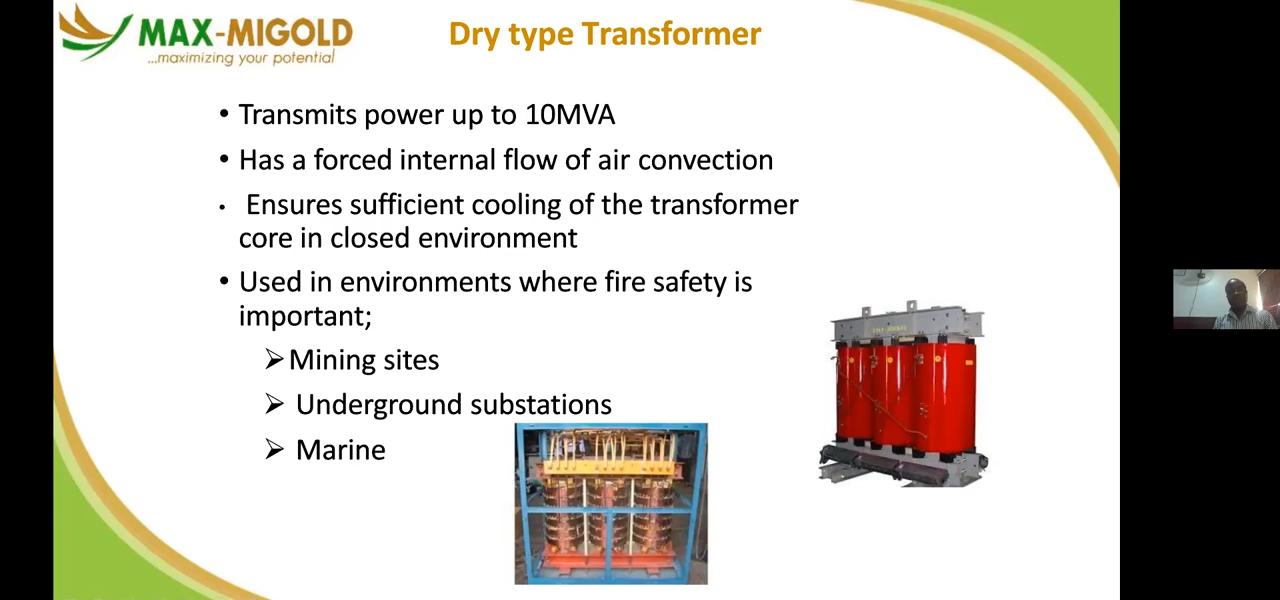 MAX-MIGOLD
...maximizing your potential
Dry type Transformer
• Transmits power up to 10MVA
• Has a forced internal flow of air convection
• Ensures sufficient cooling of the transformer
core in closed environment
• Used in environments where fire safety is
important;
➢ Mining sites
➢ Underground substations
➢ Marine